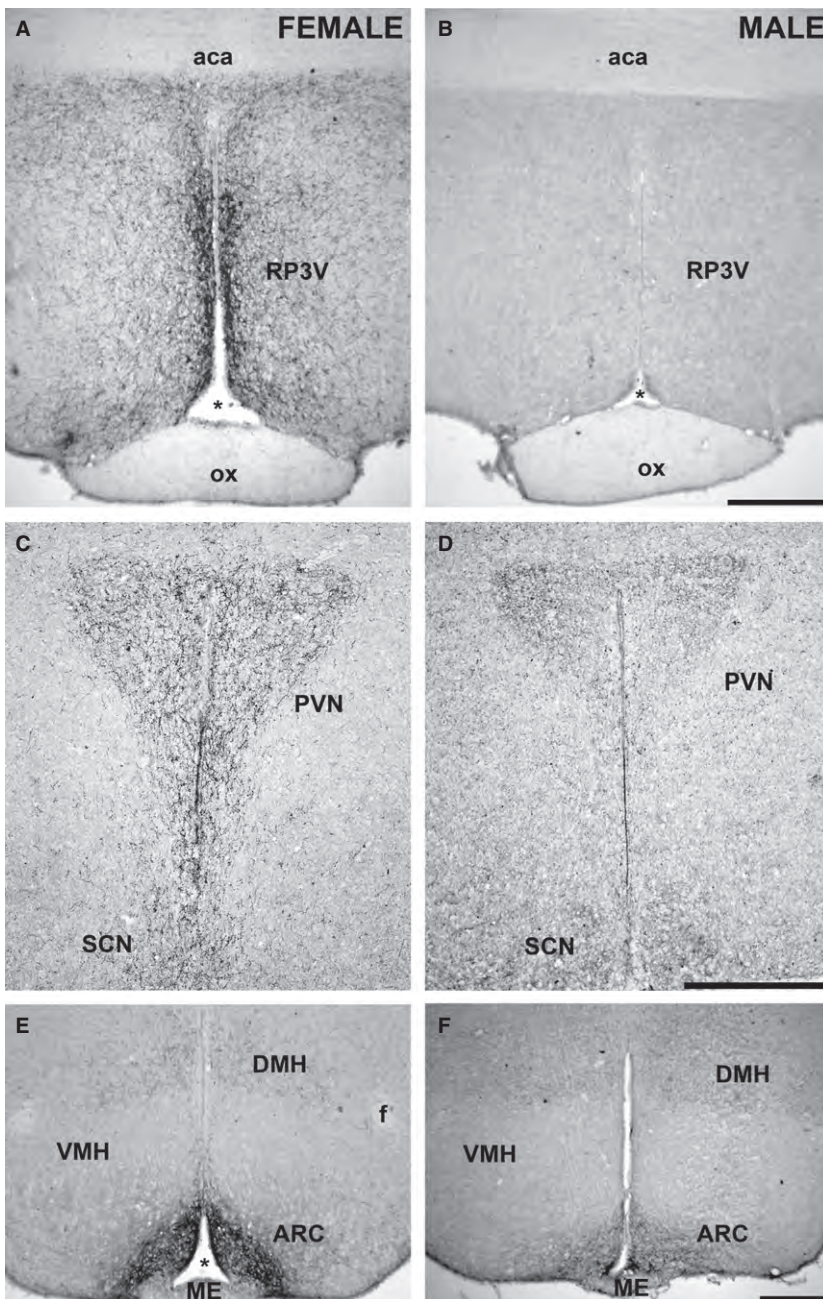 A FEMALE
aca
RP3V
*
ox
B MALE
aca
RP3V
*
ox
C
PVN
SCN
D
PVN
SCN
E
DMH
f
VMH
ARC
*
ME
F
DMH
VMH
ARC
ME